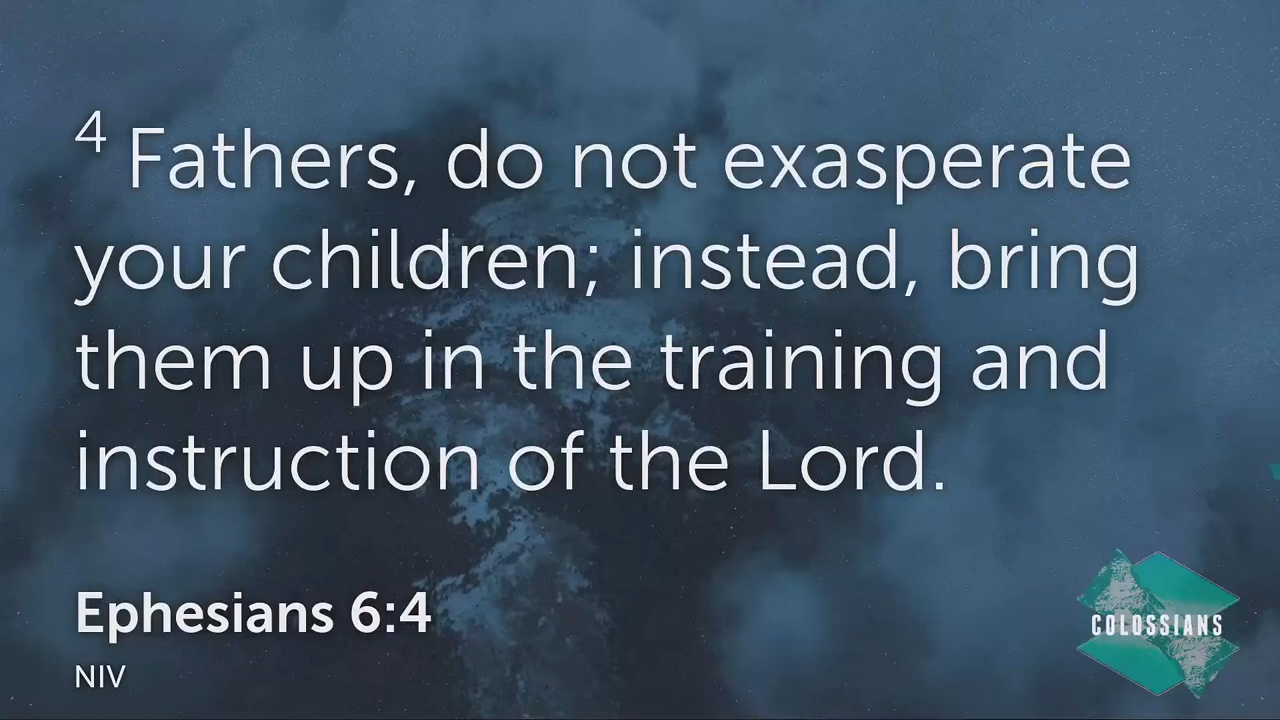 4 Fathers, do not exasperate
your children; instead, bring
them up in the training and
instruction of the Lord.
Ephesians 6:4
NIV
COLOSSIANS